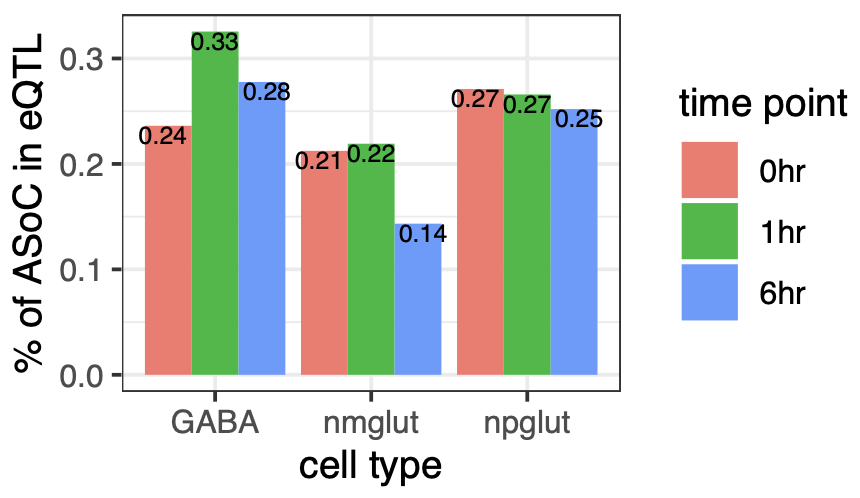 % of ASoC in eQTL
0.3
0.2
0.1
0.0
0.24
0.33
0.28
0.21
0.22
0.14
0.27
0.27
0.25
GABA
nmglut
npglut
cell type
time point
0hr
1hr
6hr